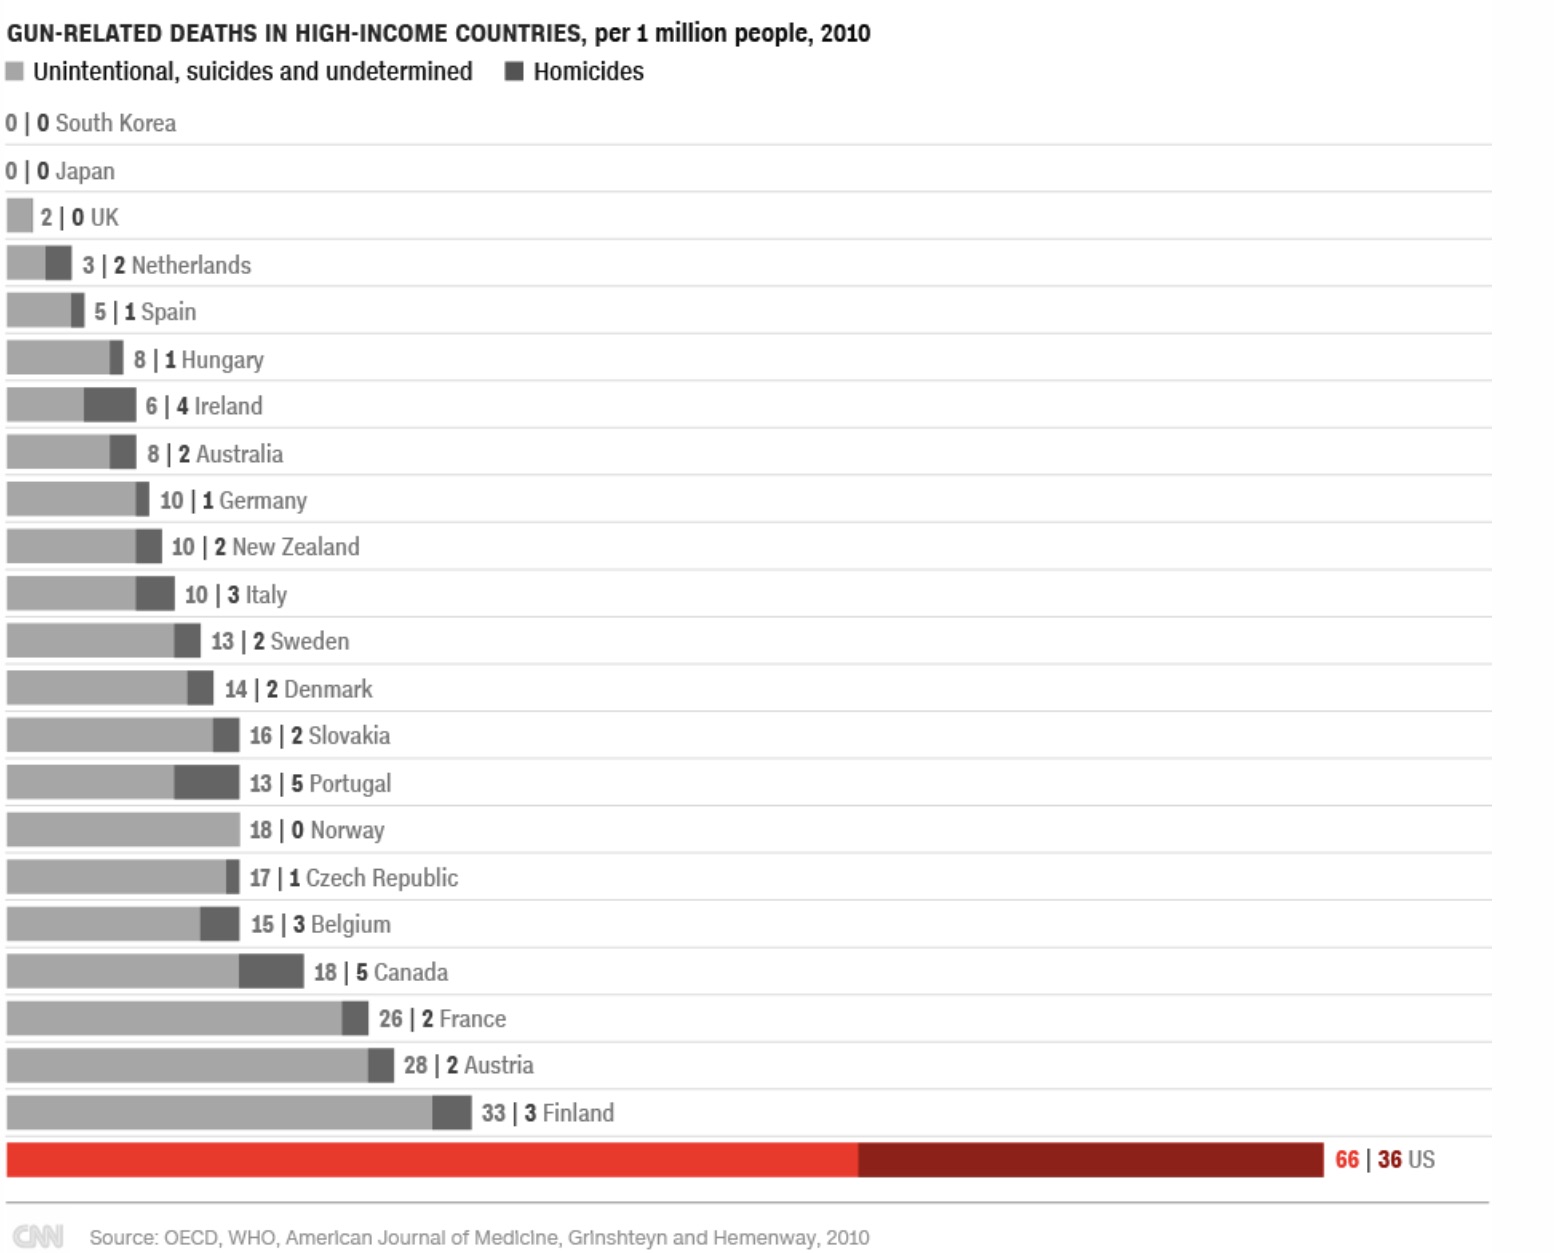 GUN-RELATED DEATHS IN HIGH-INCOME COUNTRIES, per 1 million people, 2010
Unintentional, suicides and undetermined Homicides
0 | 0 South Korea
0 | 0 Japan
2 | 0 UK
3 | 2 Netherlands
5 | 1 Spain
8 | 1 Hungary
6 | 4 Ireland
8 | 2 Australia
10 | 1 Germany
10 | 2 New Zealand
10 | 3 Italy
13 | 2 Sweden
14 | 2 Denmark
16 | 2 Slovakia
13 | 5 Portugal
18 | 0 Norway
17 | 1 Czech Republic
15 | 3 Belgium
18 | 5 Canada
26 | 2 France
28 | 2 Austria
33 | 3 Finland
66 | 36 US
CNN Source: OECD, WHO, American Journal of Medicine, Grinshteyn and Hemenway, 2010